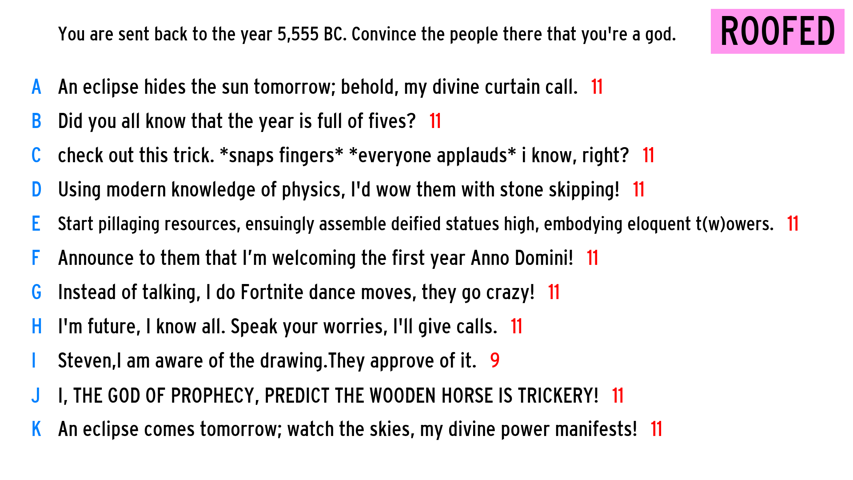 You are sent back to the year 5,555 BC. Convince the people there that you're a god.
ROOFED
A An eclipse hides the sun tomorrow; behold, my divine curtain call. 11
B Did you all know that the year is full of fives? 11
C check out this trick. *snaps fingers* *everyone applauds* i know, right? 11
D Using modern knowledge of physics, I'd wow them with stone skipping! 11
E Start pillaging resources, ensuingly assemble deified statues high, embodying eloquent t(w)owers. 11
F Announce to them that I'm welcoming the first year Anno Domini! 11
G Instead of talking, I do Fortnite dance moves, they go crazy! 11
H I'm future, I know all. Speak your worries, I'll give calls. 11
I Steven,I am aware of the drawing.They approve of it. 9
J I, THE GOD OF PROPHECY, PREDICT THE WOODEN HORSE IS TRICKERY! 11
K An eclipse comes tomorrow; watch the skies, my divine power manifests! 11